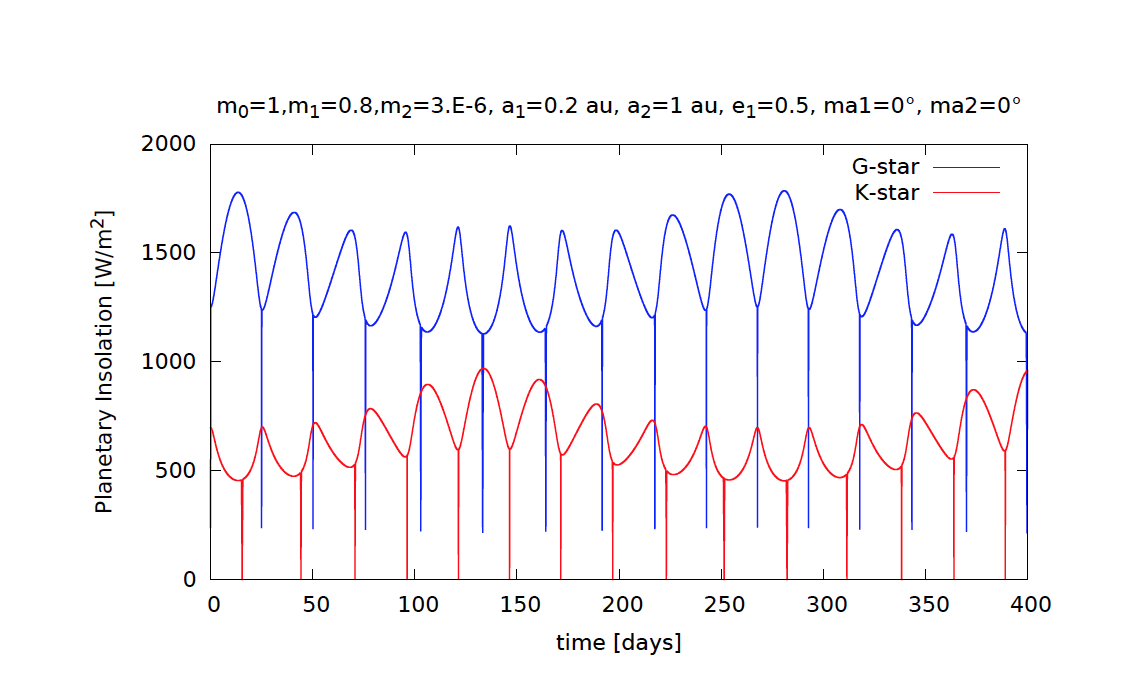 m₀=1,m₁=0.8,m₂=3.E-6, a₁=0.2 au, a₂=1 au, e₁=0.5, ma1=0°, ma2=0°
G-star
K-star
Planetary Insolation [W/m²]
2000
1500
1000
500
0
0 50 100 150 200 250 300 350 400
time [days]